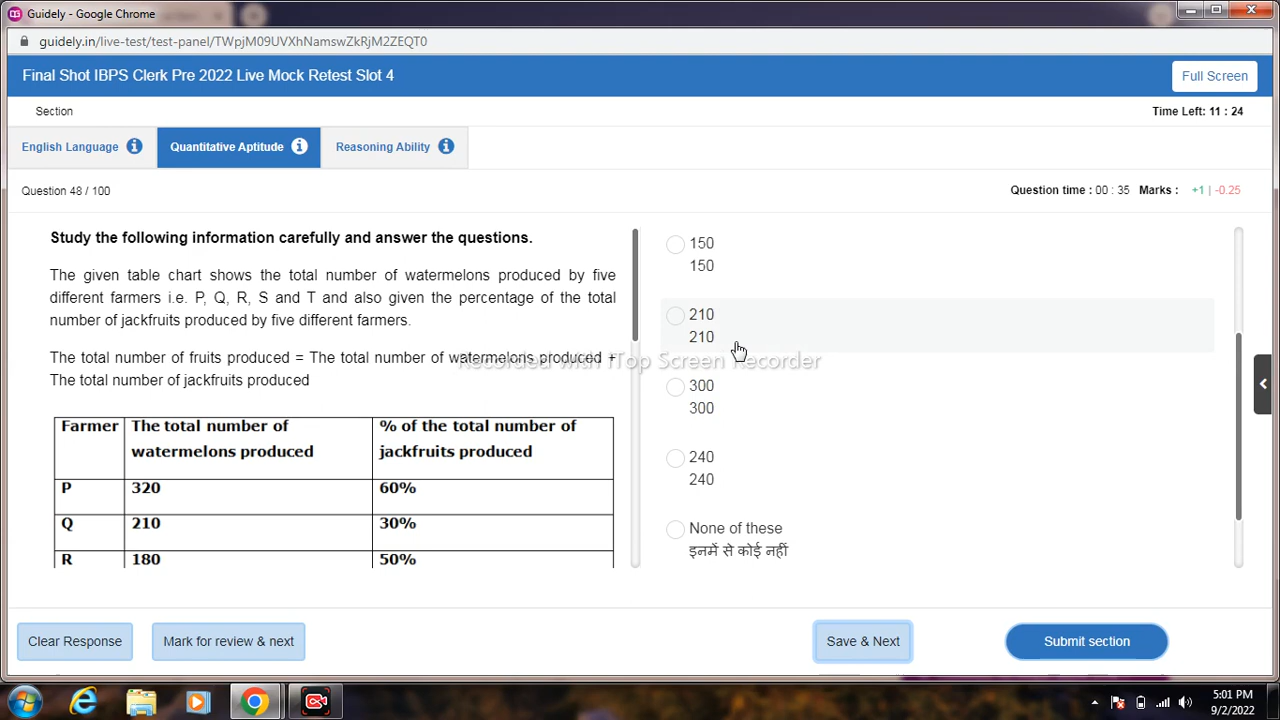 Guidely - Google Chrome
guidely.in/live-test/test-panel/TWpjM09UVXhNamswZkRjM2ZEQT0
Final Shot IBPS Clerk Pre 2022 Live Mock Retest Slot 4
Full Screen
Section
Time Left: 11 : 24
English Language
Quantitative Aptitude
Reasoning Ability
Question 48 / 100
Question time : 00 : 35 Marks : +1 | -0.25
Study the following information carefully and answer the questions.
The given table chart shows the total number of watermelons produced by five
different farmers i.e. P, Q, R, S and T and also given the percentage of the total
number of jackfruits produced by five different farmers.
The total number of fruits produced = The total number of watermelons produced +
The total number of jackfruits produced
Farmer The total number of % of the total number of
watermelons produced jackfruits produced
P 320 60%
Q 210 30%
R 180 50%
150
150
210
210
Recorded with iTop Screen Recorder
300
300
240
240
None of these
इनमें से कोई नहीं
Clear Response
Mark for review & next
Save & Next
Submit section
5:01 PM
9/2/2022